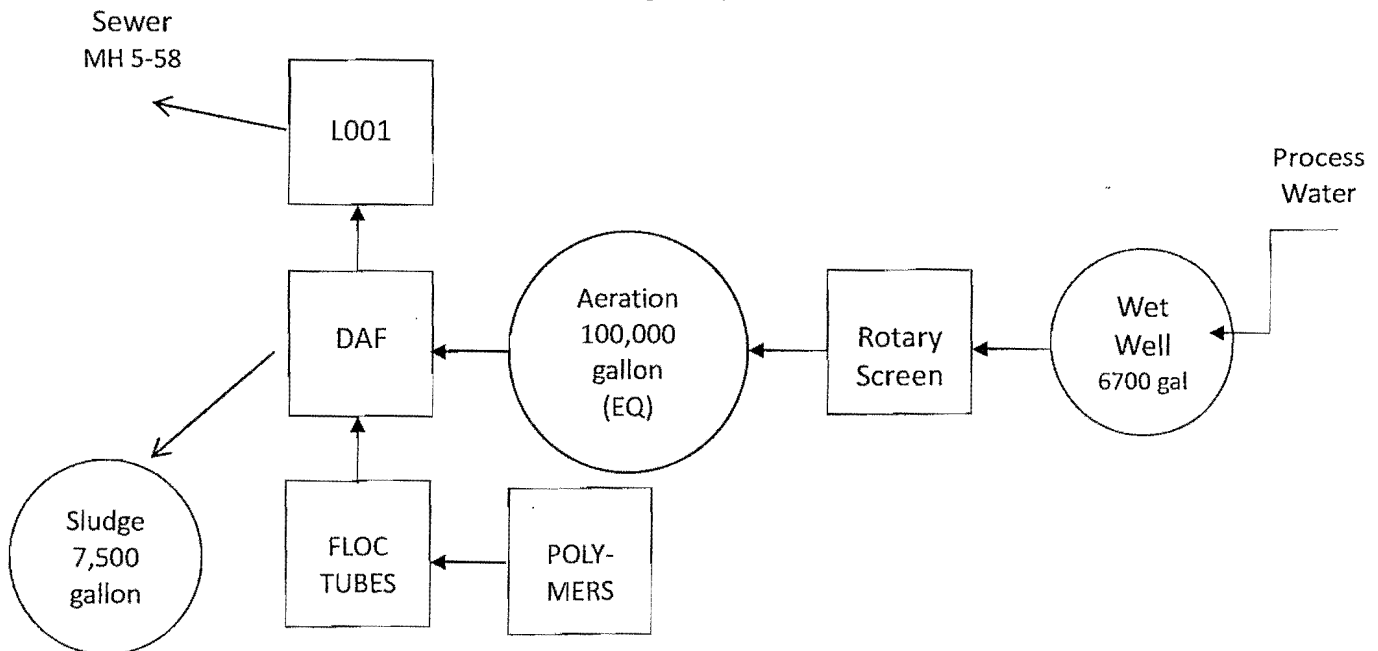 Sewer
MH 5-58
L001
Process
Water
DAF
Aeration
100,000
gallon
(EQ)
Rotary
Screen
Wet
Well
6700 gal
Sludge
7,500
gallon
FLOC
TUBES
POLY-
MERS